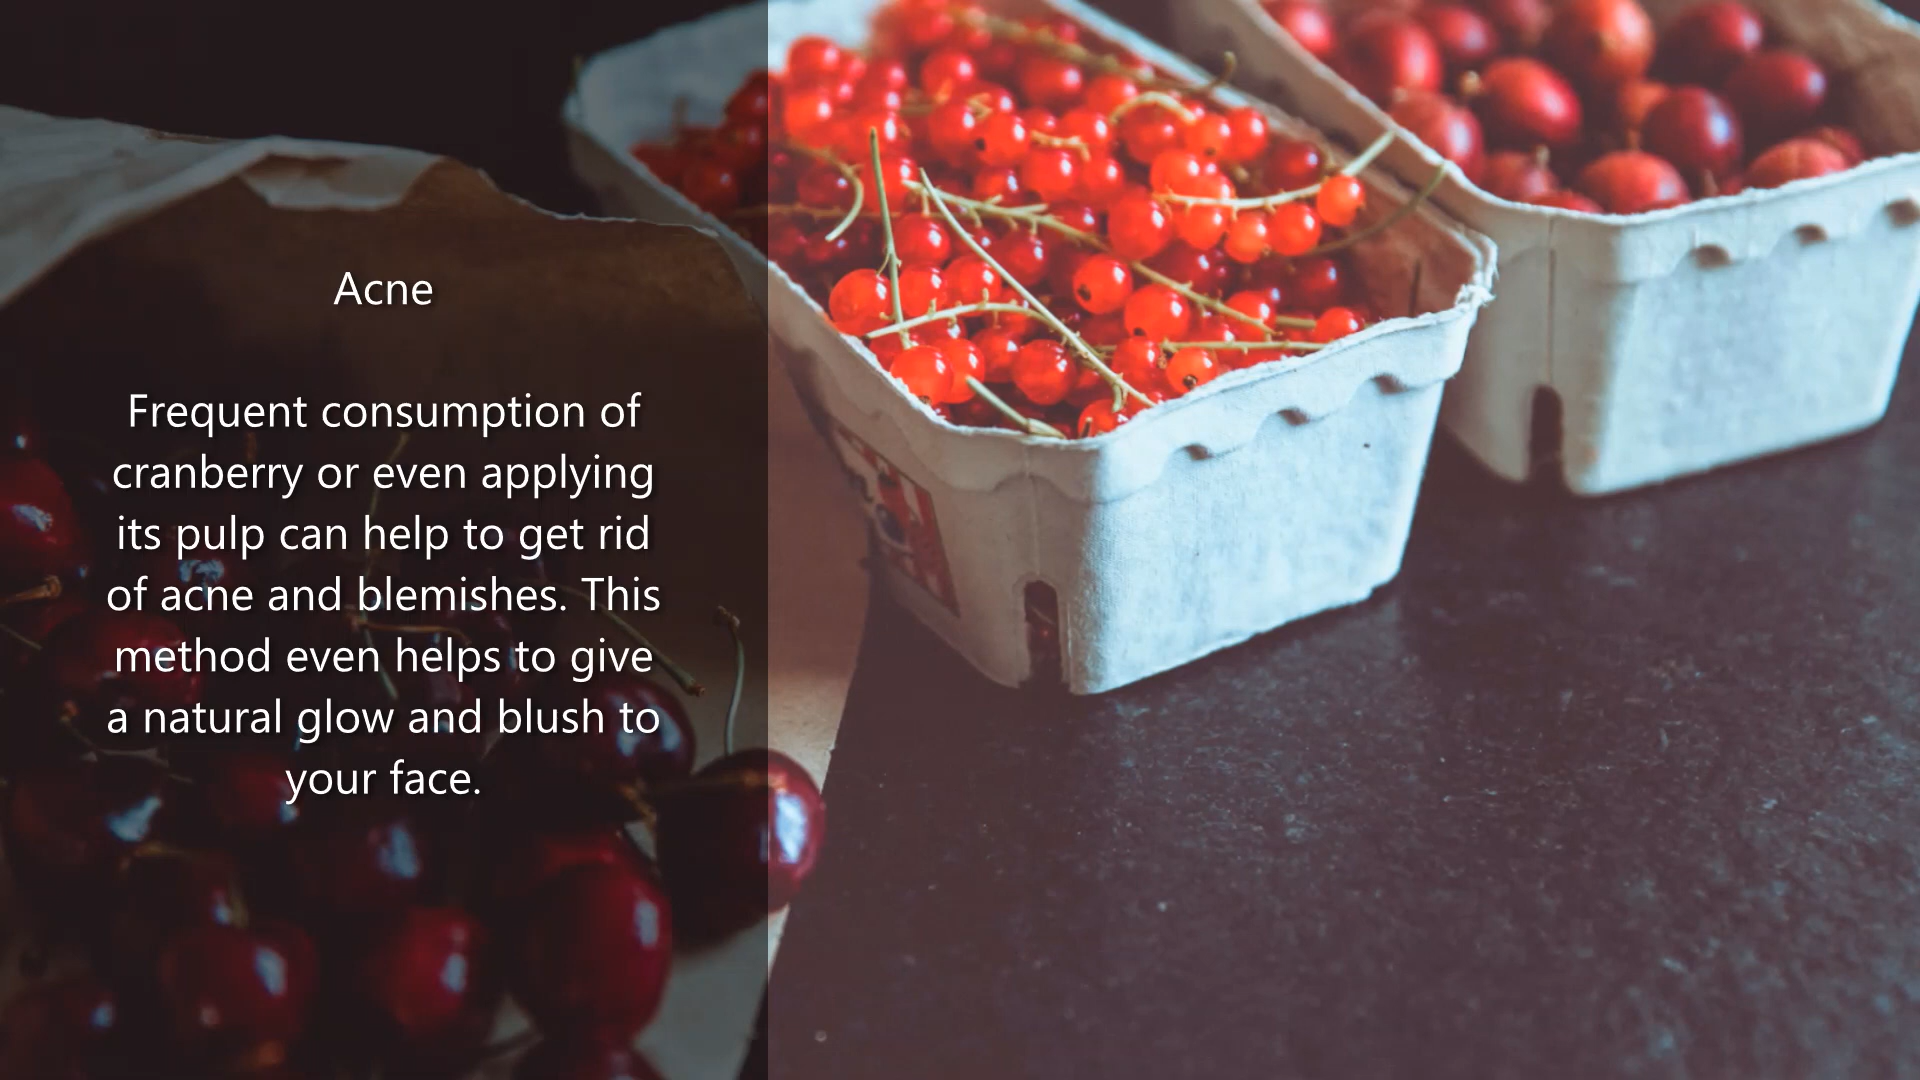 Acne
Frequent consumption of
cranberry or even applying
its pulp can help to get rid
of acne and blemishes. This
method even helps to give
a natural glow and blush to
your face.